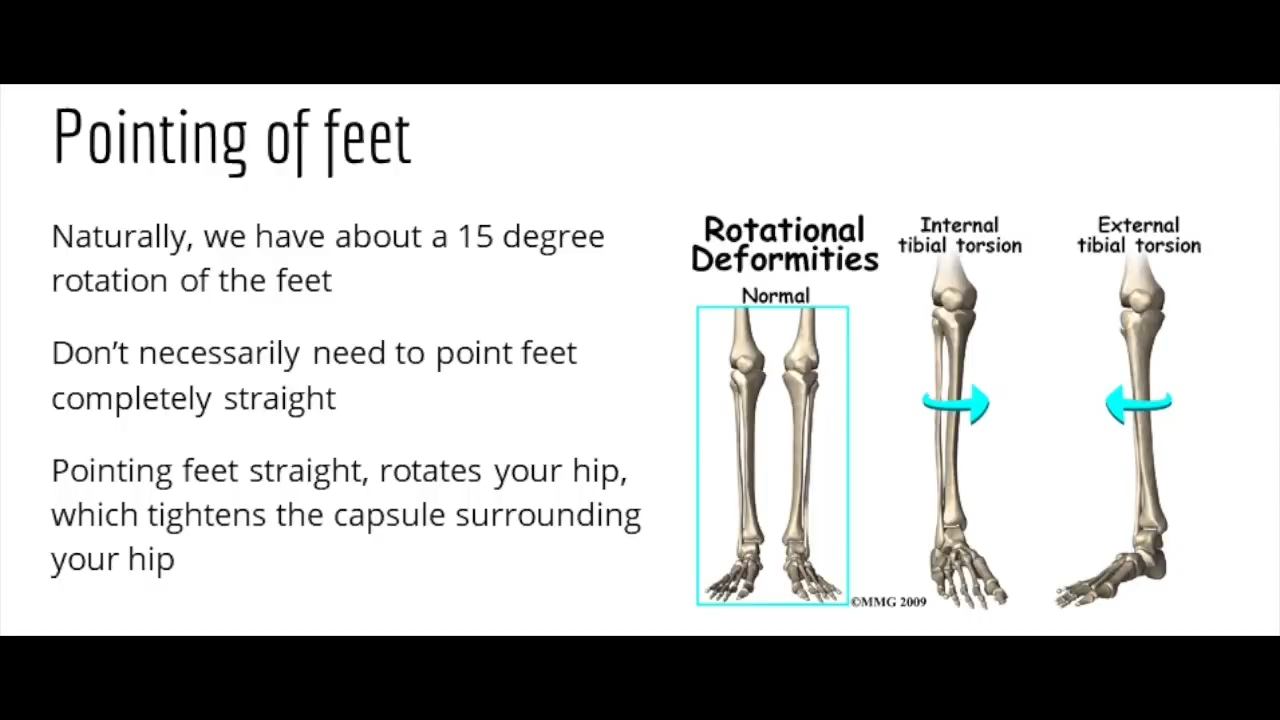 Pointing of feet
Naturally, we have about a 15 degree
rotation of the feet
Don’t necessarily need to point feet
completely straight
Pointing feet straight, rotates your hip,
which tightens the capsule surrounding
your hip
Rotational
Deformities
Normal
Internal
tibial torsion
External
tibial torsion
©MMG 2009